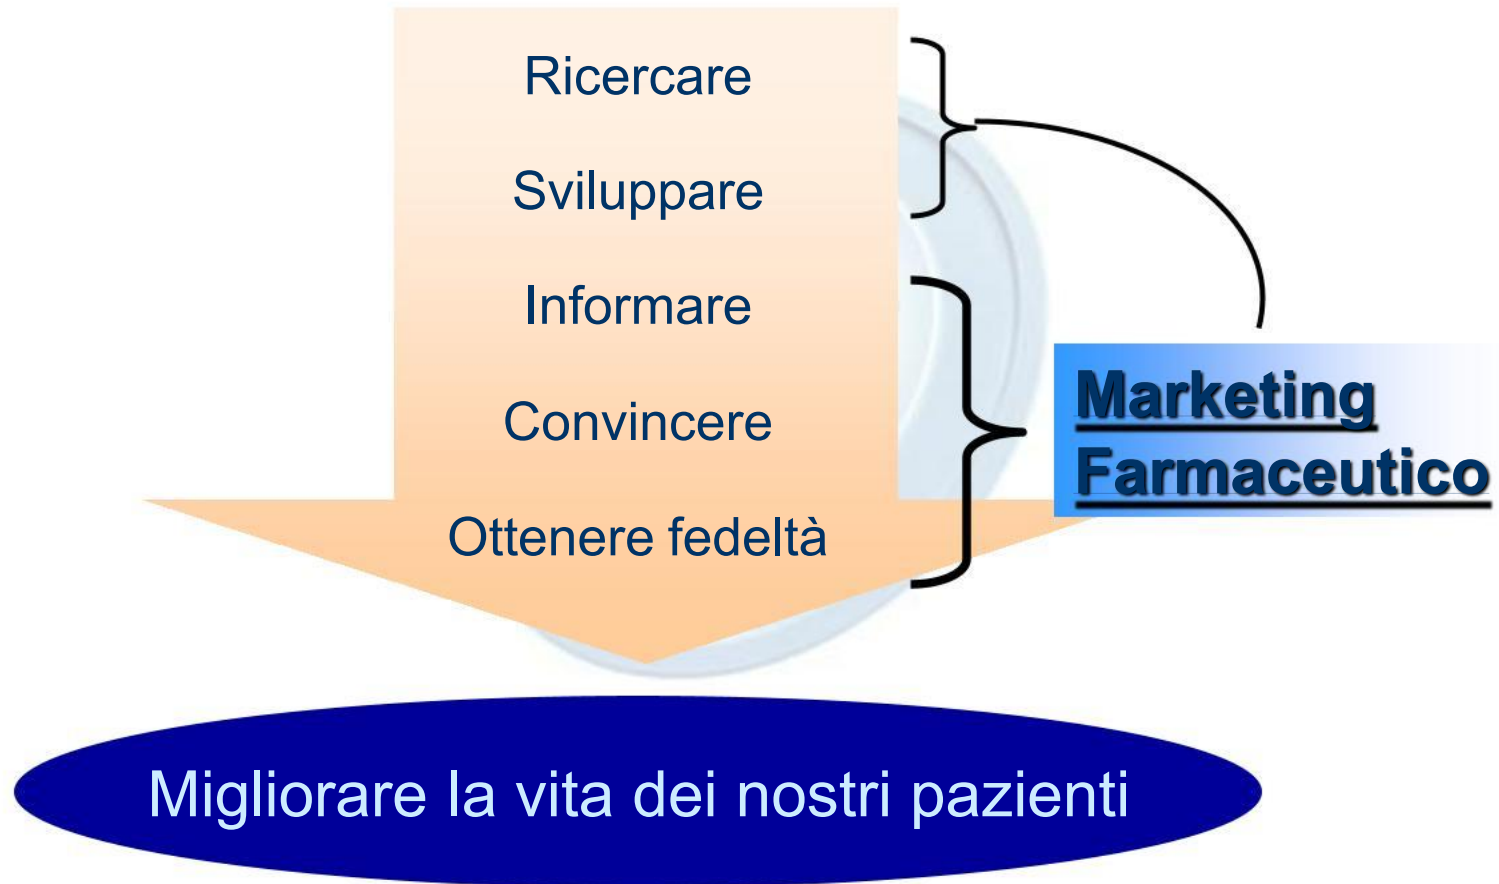 Ricercare
Sviluppare
Informare
Convincere
Ottenere fedeltà
Marketing
Farmaceutico
Migliorare la vita dei nostri pazienti